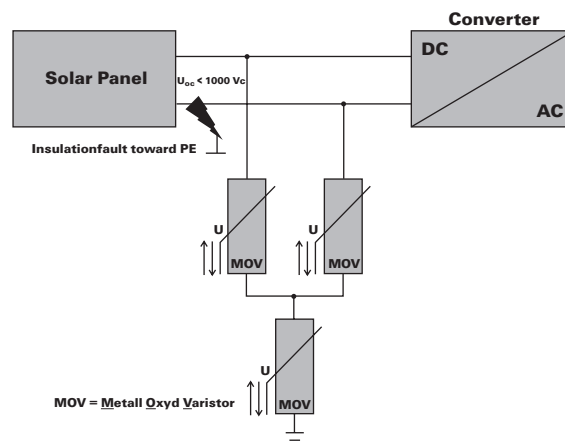 Converter
Solar Panel
DC
AC
Uoc < 1000 Vc
Insulationfault toward PE
U
MOV
U
MOV
U
MOV
MOV = Metall Oxyd Varistor